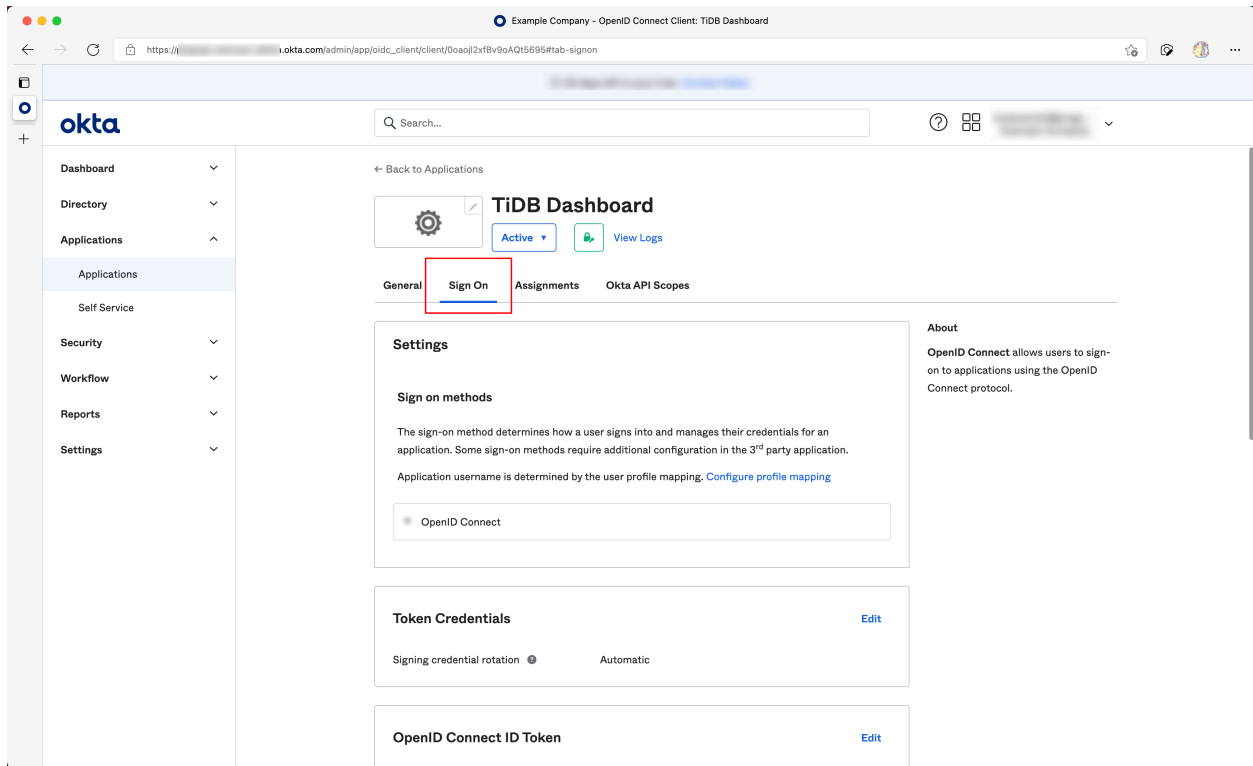 Example Company - OpenID Connect Client: TiDB Dashboard
https://
.okta.com/admin/app/oidc_client/client/0oaojl2xfBv9oAQt5695#tab-signon
okta
Search...
Dashboard
Directory
Applications
Applications
Self Service
Security
Workflow
Reports
Settings
← Back to Applications
TiDB Dashboard
Active ▼
View Logs
General
Sign On
Assignments
Okta API Scopes
Settings
Sign on methods
The sign-on method determines how a user signs into and manages their credentials for an
application. Some sign-on methods require additional configuration in the 3rd party application.
Application username is determined by the user profile mapping. Configure profile mapping
OpenID Connect
Token Credentials
Edit
Signing credential rotation
Automatic
OpenID Connect ID Token
Edit
About
OpenID Connect allows users to sign-
on to applications using the OpenID
Connect protocol.